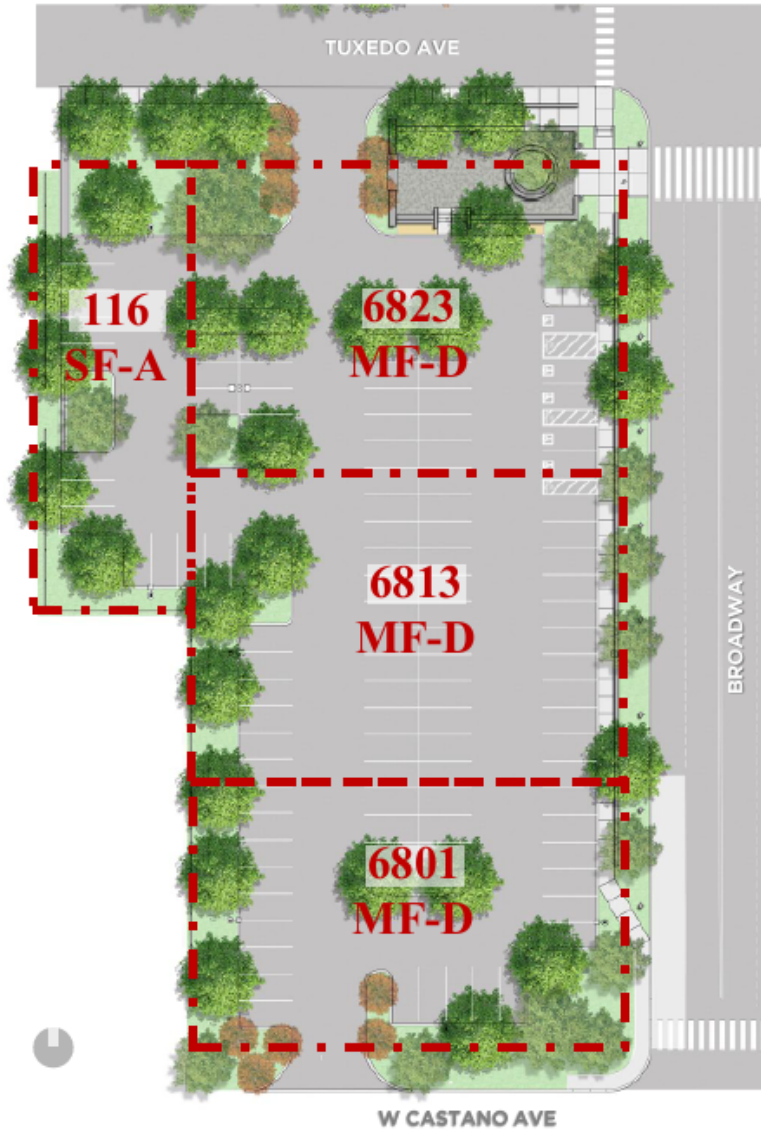 TUXEDO AVE
116
SF-A
6823
MF-D
6813
MF-D
BROADWAY
6801
MF-D
W CASTANO AVE